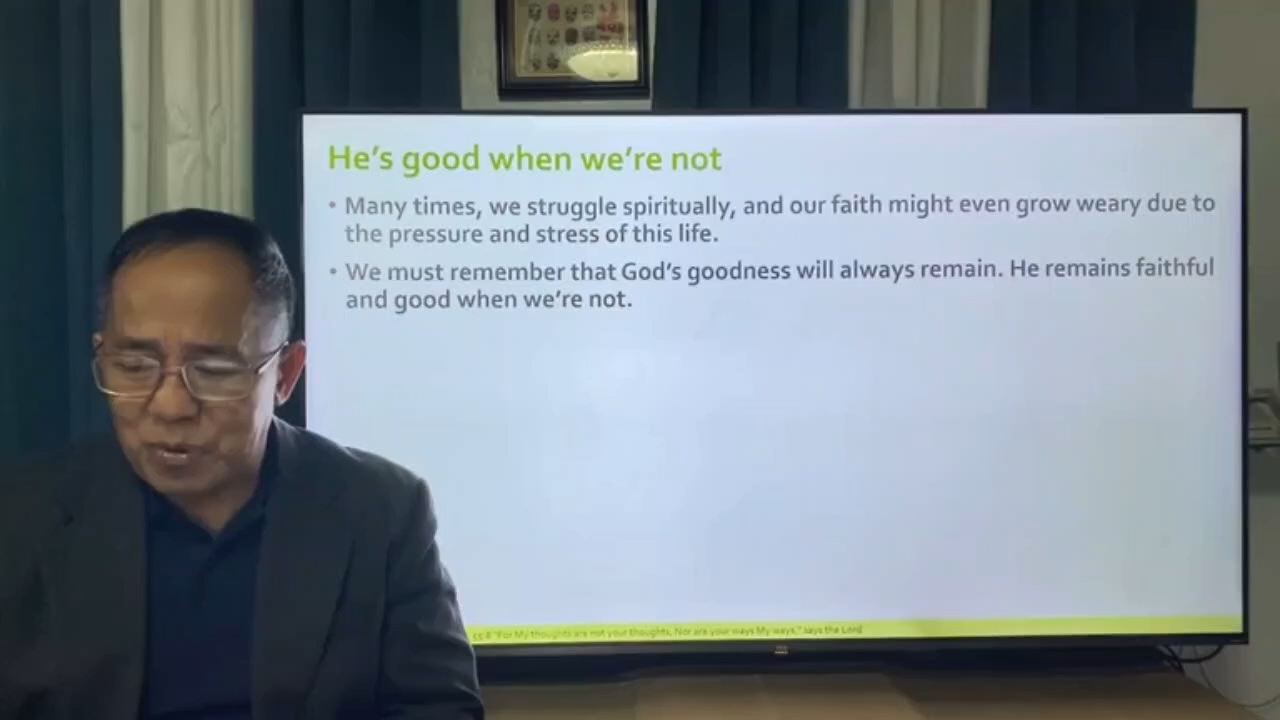 He's good when we're not
• Many times, we struggle spiritually, and our faith might even grow weary due to
the pressure and stress of this life.
• We must remember that God's goodness will always remain. He remains faithful
and good when we're not.
55:8 "For My thoughts are not your thoughts, Nor are your ways My ways," says the Lord